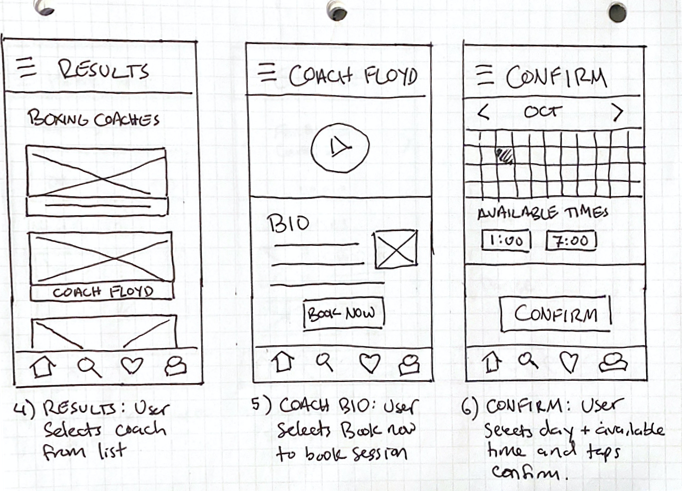 RESULTS
BOXING COACHES
COACH FLOYD
4) RESULTS: User
Selects coach
from list
COACH FLOYD
BIO
BOOK NOW
5) COACH BIO: User
Selects Book now
to book session
CONFIRM
< OCT >
AVAILABLE TIMES
1:00 7:00
CONFIRM
6) CONFIRM: User
selects day + available
time and taps
confirm.